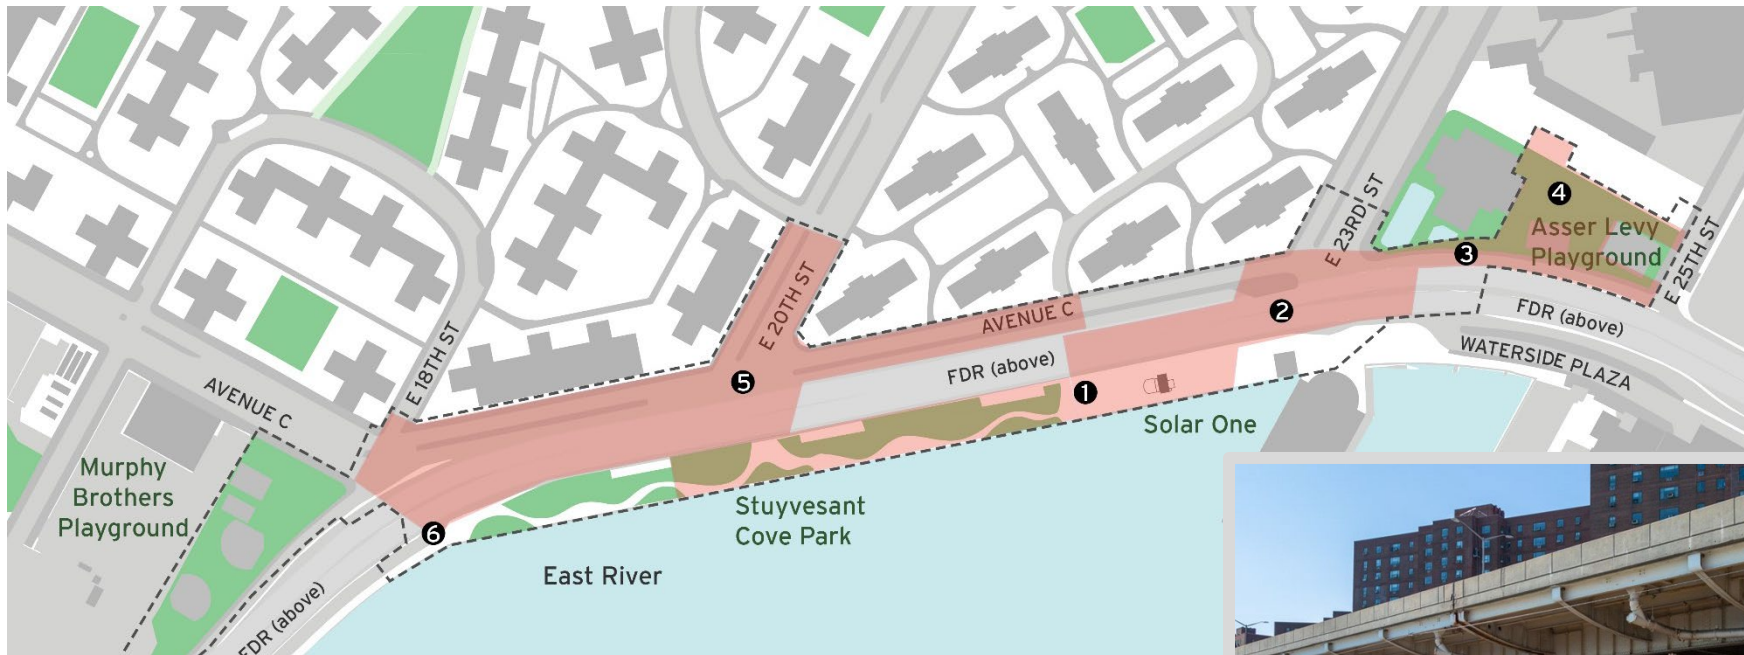 E 23RD ST
4
Asser Levy
Playground
3
E 25TH ST
E 20TH ST
2
FDR (above)
AVENUE C
WATERSIDE PLAZA
E 18TH ST
5
FDR (above)
1
AVENUE C
Solar One
Murphy
Brothers
Playground
Stuyvesant
Cove Park
6
East River
FDR (above)